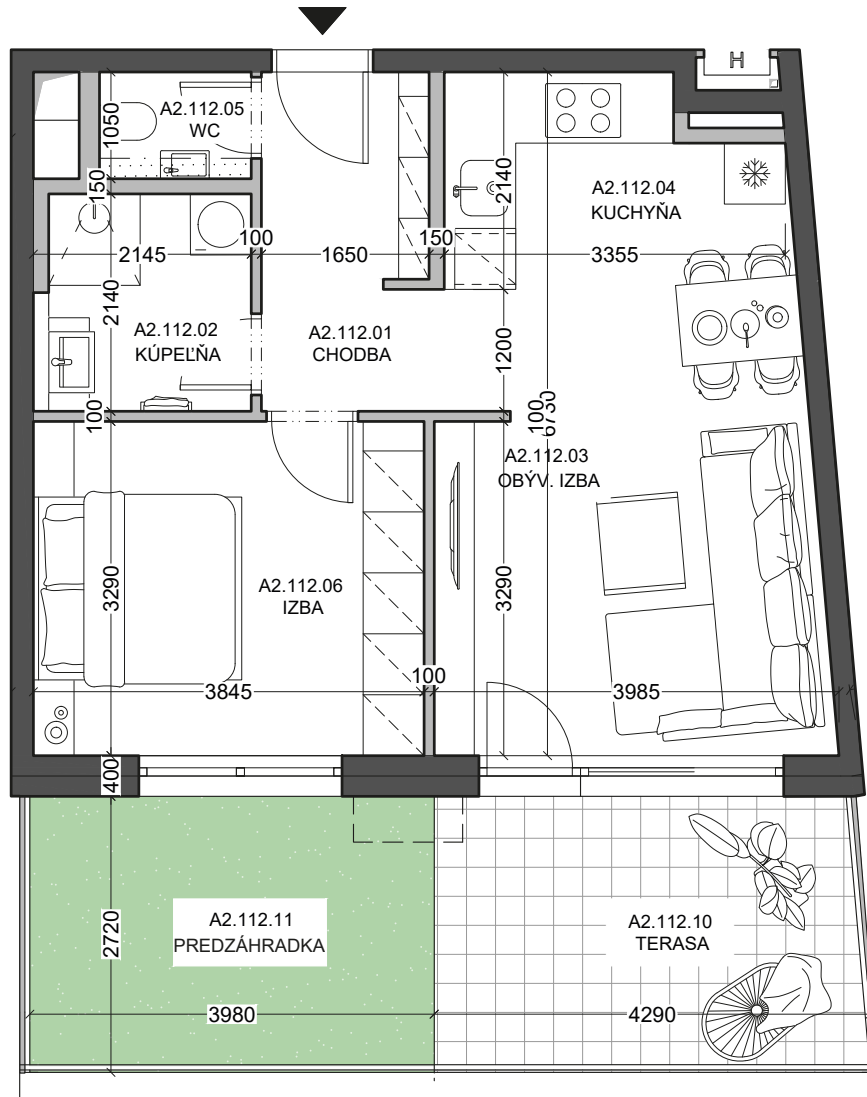 H
A2.112.05
WC
1050
150
2140
A2.112.04
KUCHYŇA
2145
100
1650
150
3355
2140
A2.112.02
KÚPEĽŇA
A2.112.01
CHODBA
1200
100
100
6730
A2.112.03
OBÝV. IZBA
3290
A2.112.06
IZBA
3290
100
3845
3985
400
A2.112.11
PREDZÁHRADKA
A2.112.10
TERASA
2720
3980
4290